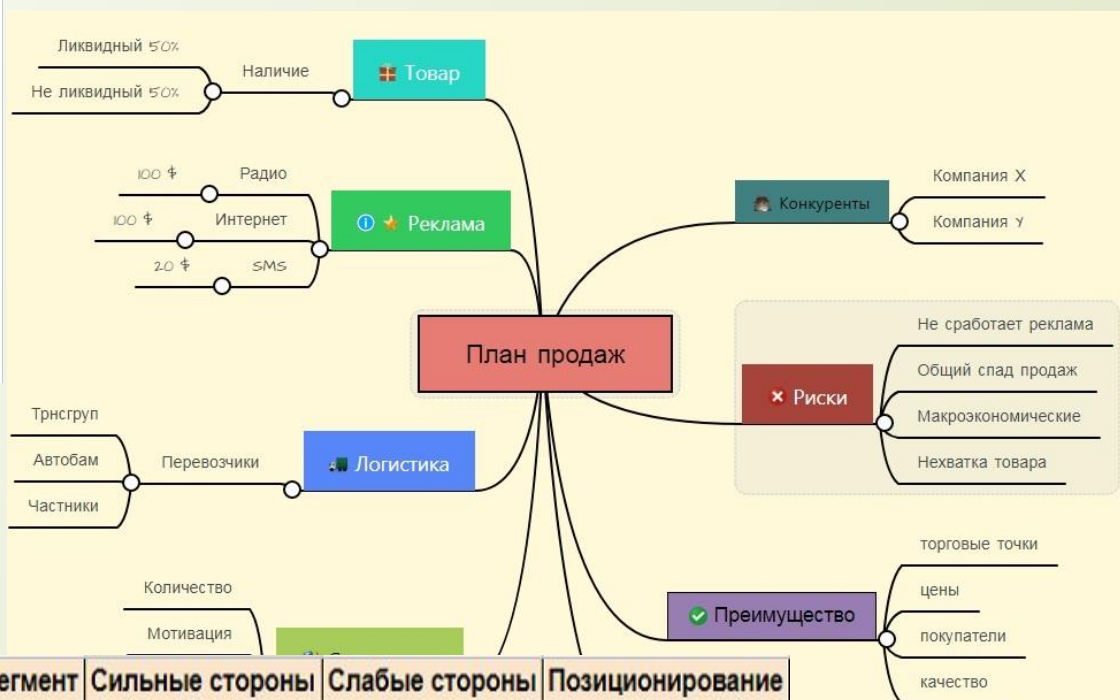 Ликвидный 50%
Не ликвидный 50%
Наличие
Товар
100 $
Радио
100 $
Интернет
20 $
SMS
Реклама
Конкуренты
Компания X
Компания Y
План продаж
Риски
Не сработает реклама
Общий спад продаж
Макроэкономические
Нехватка товара
Трнсгруп
Автобам
Частники
Перевозчики
Логистика
Количество
Мотивация
Преимущество
торговые точки
цены
покупатели
качество
егмент Сильные стороны Слабые стороны Позиционирование